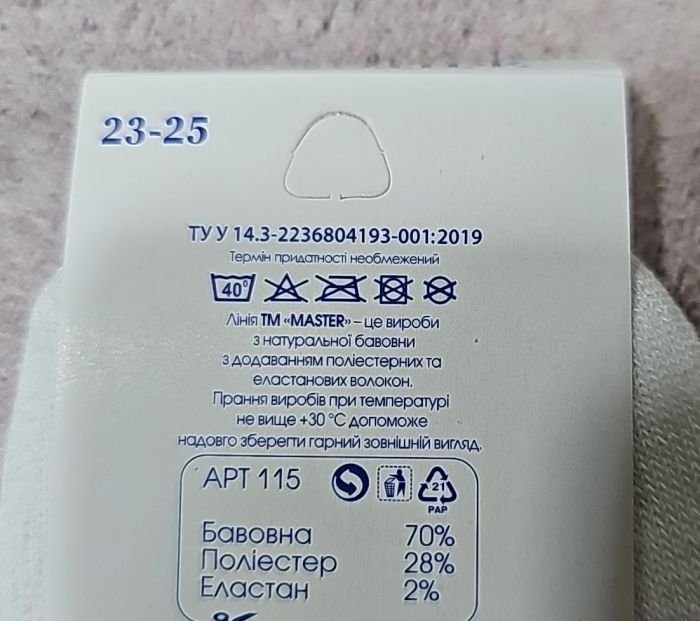 23-25
ТУ У 14.3-2236804193-001:2019
Термін придатності необмежений
40°
Лінія ТМ «MASTER» – це вироби
з натуральної бавовни
з додаванням поліестерних та
еластанових волокон.
Прання виробів при температурі
не вище +30 °С допоможе
надовго зберегти гарний зовнішній вигляд.
АРТ 115
21
PAP
Бавовна 70%
Поліестер 28%
Еластан 2%